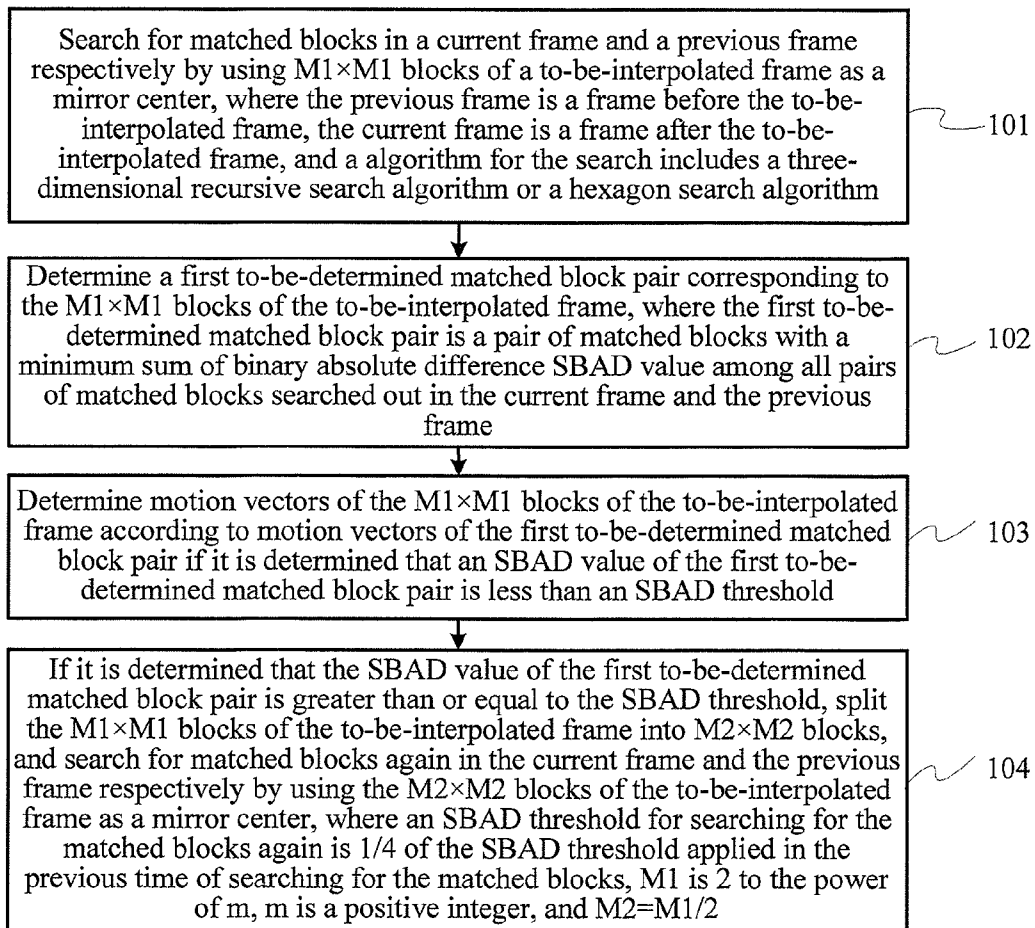 Search for matched blocks in a current frame and a previous frame
respectively by using M1×M1 blocks of a to-be-interpolated frame as a
mirror center, where the previous frame is a frame before the to-be-
interpolated frame, the current frame is a frame after the to-be-
interpolated frame, and a algorithm for the search includes a three-
dimensional recursive search algorithm or a hexagon search algorithm
101
Determine a first to-be-determined matched block pair corresponding to
the M1×M1 blocks of the to-be-interpolated frame, where the first to-be-
determined matched block pair is a pair of matched blocks with a
minimum sum of binary absolute difference SBAD value among all pairs
of matched blocks searched out in the current frame and the previous
frame
102
Determine motion vectors of the M1×M1 blocks of the to-be-interpolated
frame according to motion vectors of the first to-be-determined matched
block pair if it is determined that an SBAD value of the first to-be-
determined matched block pair is less than an SBAD threshold
103
If it is determined that the SBAD value of the first to-be-determined
matched block pair is greater than or equal to the SBAD threshold, split
the M1×M1 blocks of the to-be-interpolated frame into M2×M2 blocks,
and search for matched blocks again in the current frame and the previous
frame respectively by using the M2×M2 blocks of the to-be-interpolated
frame as a mirror center, where an SBAD threshold for searching for the
matched blocks again is 1/4 of the SBAD threshold applied in the
previous time of searching for the matched blocks, M1 is 2 to the power
of m, m is a positive integer, and M2=M1/2
104